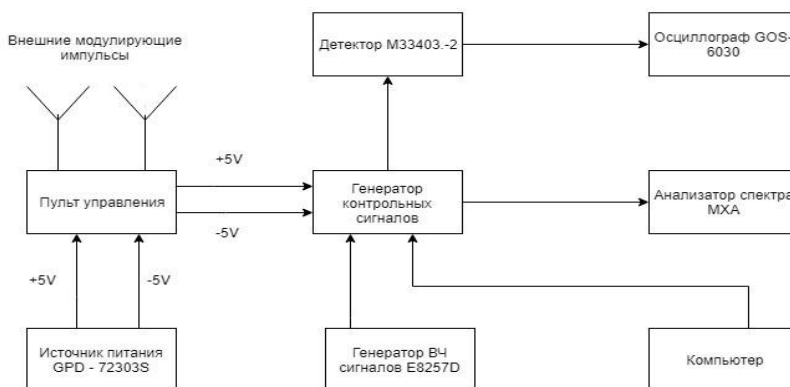 Внешние модулирующие
импульсы
Детектор М33403.-2
Осциллограф GOS-
6030
+5V
Пульт управления
Генератор
контрольных
сигналов
Анализатор спектра
MXA
-5V
+5V
-5V
Источник питания
GPD - 72303S
Генератор ВЧ
сигналов E8257D
Компьютер